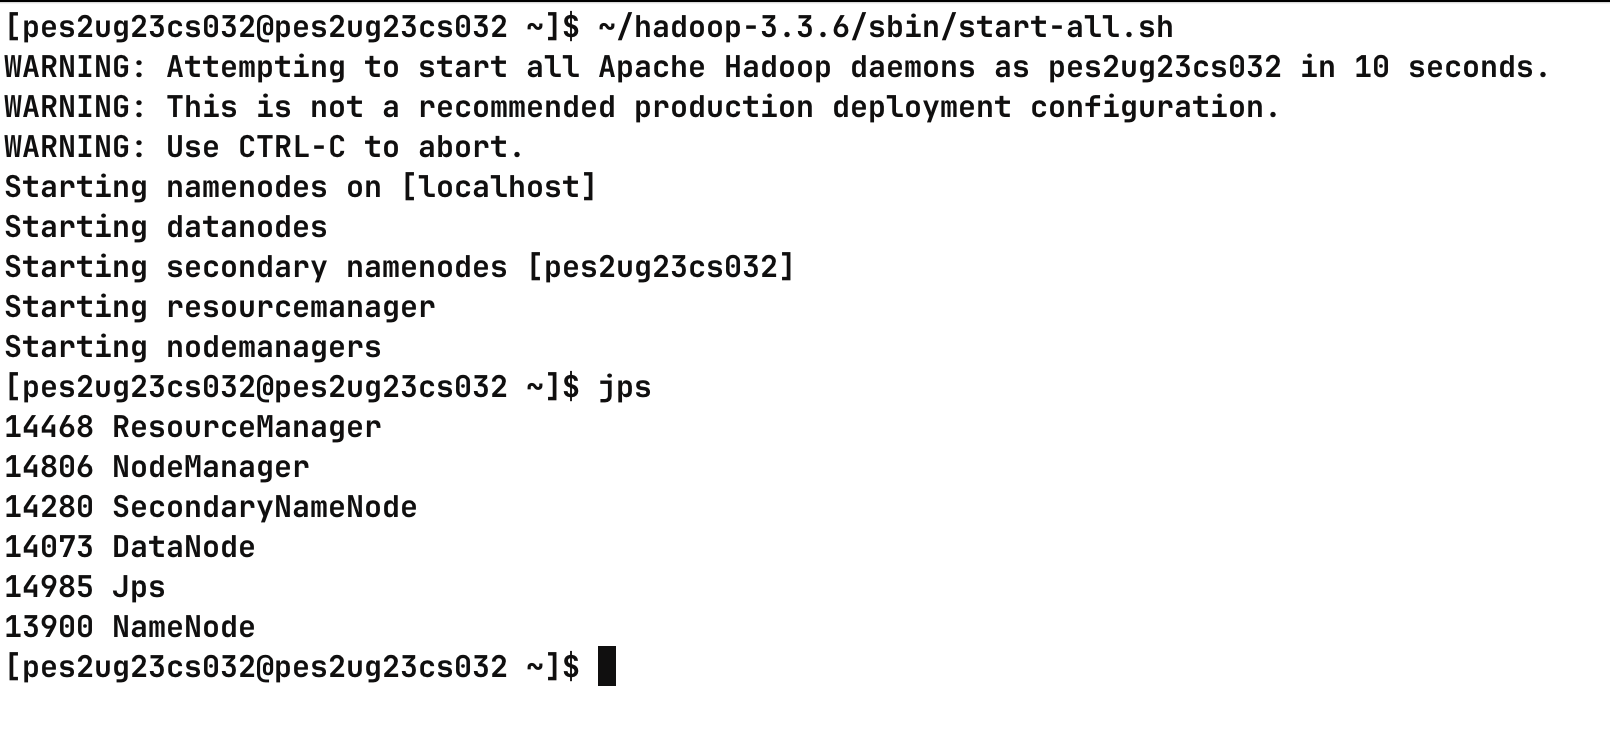 [pes2ug23cs032@pes2ug23cs032 ~]$ ~/hadoop-3.3.6/sbin/start-all.sh
WARNING: Attempting to start all Apache Hadoop daemons as pes2ug23cs032 in 10 seconds.
WARNING: This is not a recommended production deployment configuration.
WARNING: Use CTRL-C to abort.
Starting namenodes on [localhost]
Starting datanodes
Starting secondary namenodes [pes2ug23cs032]
Starting resourcemanager
Starting nodemanagers
[pes2ug23cs032@pes2ug23cs032 ~]$ jps
14468 ResourceManager
14806 NodeManager
14280 SecondaryNameNode
14073 DataNode
14985 Jps
13900 NameNode
[pes2ug23cs032@pes2ug23cs032 ~]$